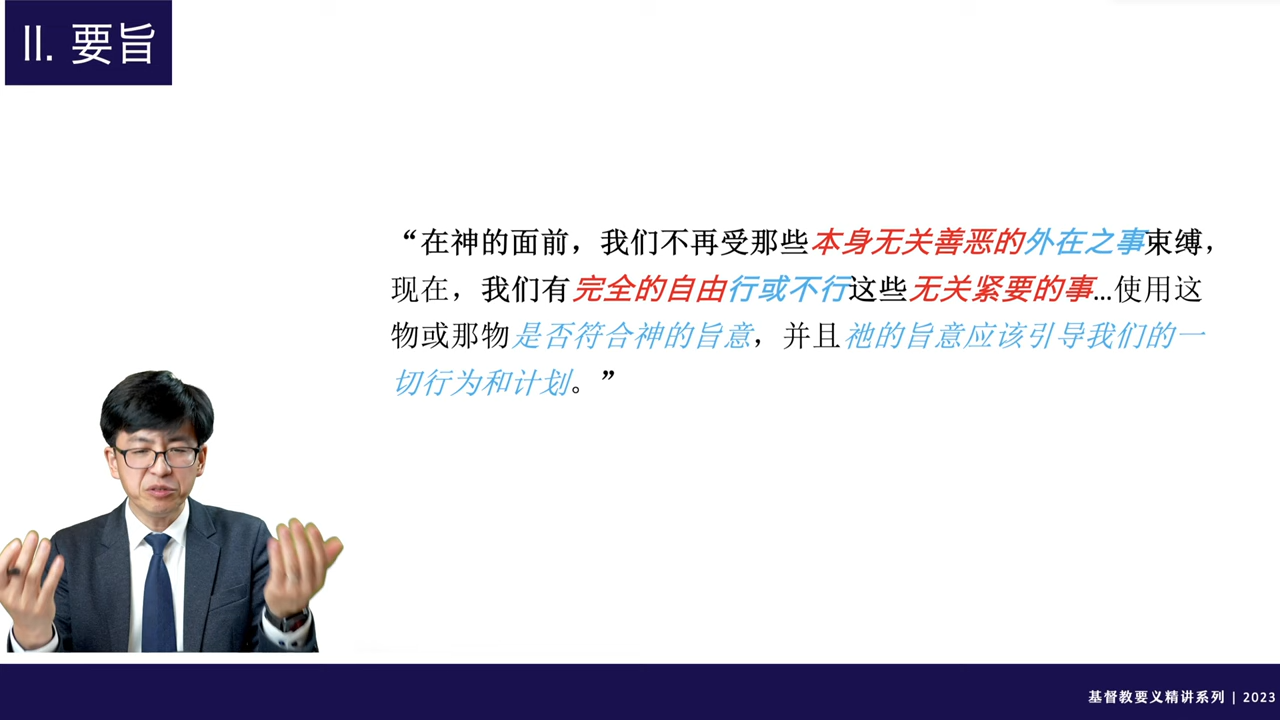 II. 要旨
“在神的面前，我们不再受那些本身无关善恶的外在之事束缚，
现在，我们有完全的自由行或不行这些无关紧要的事…使用这
物或那物是否符合神的旨意，并且祂的旨意应该引导我们的一
切行为和计划。”
基督教要义精讲系列 | 2023